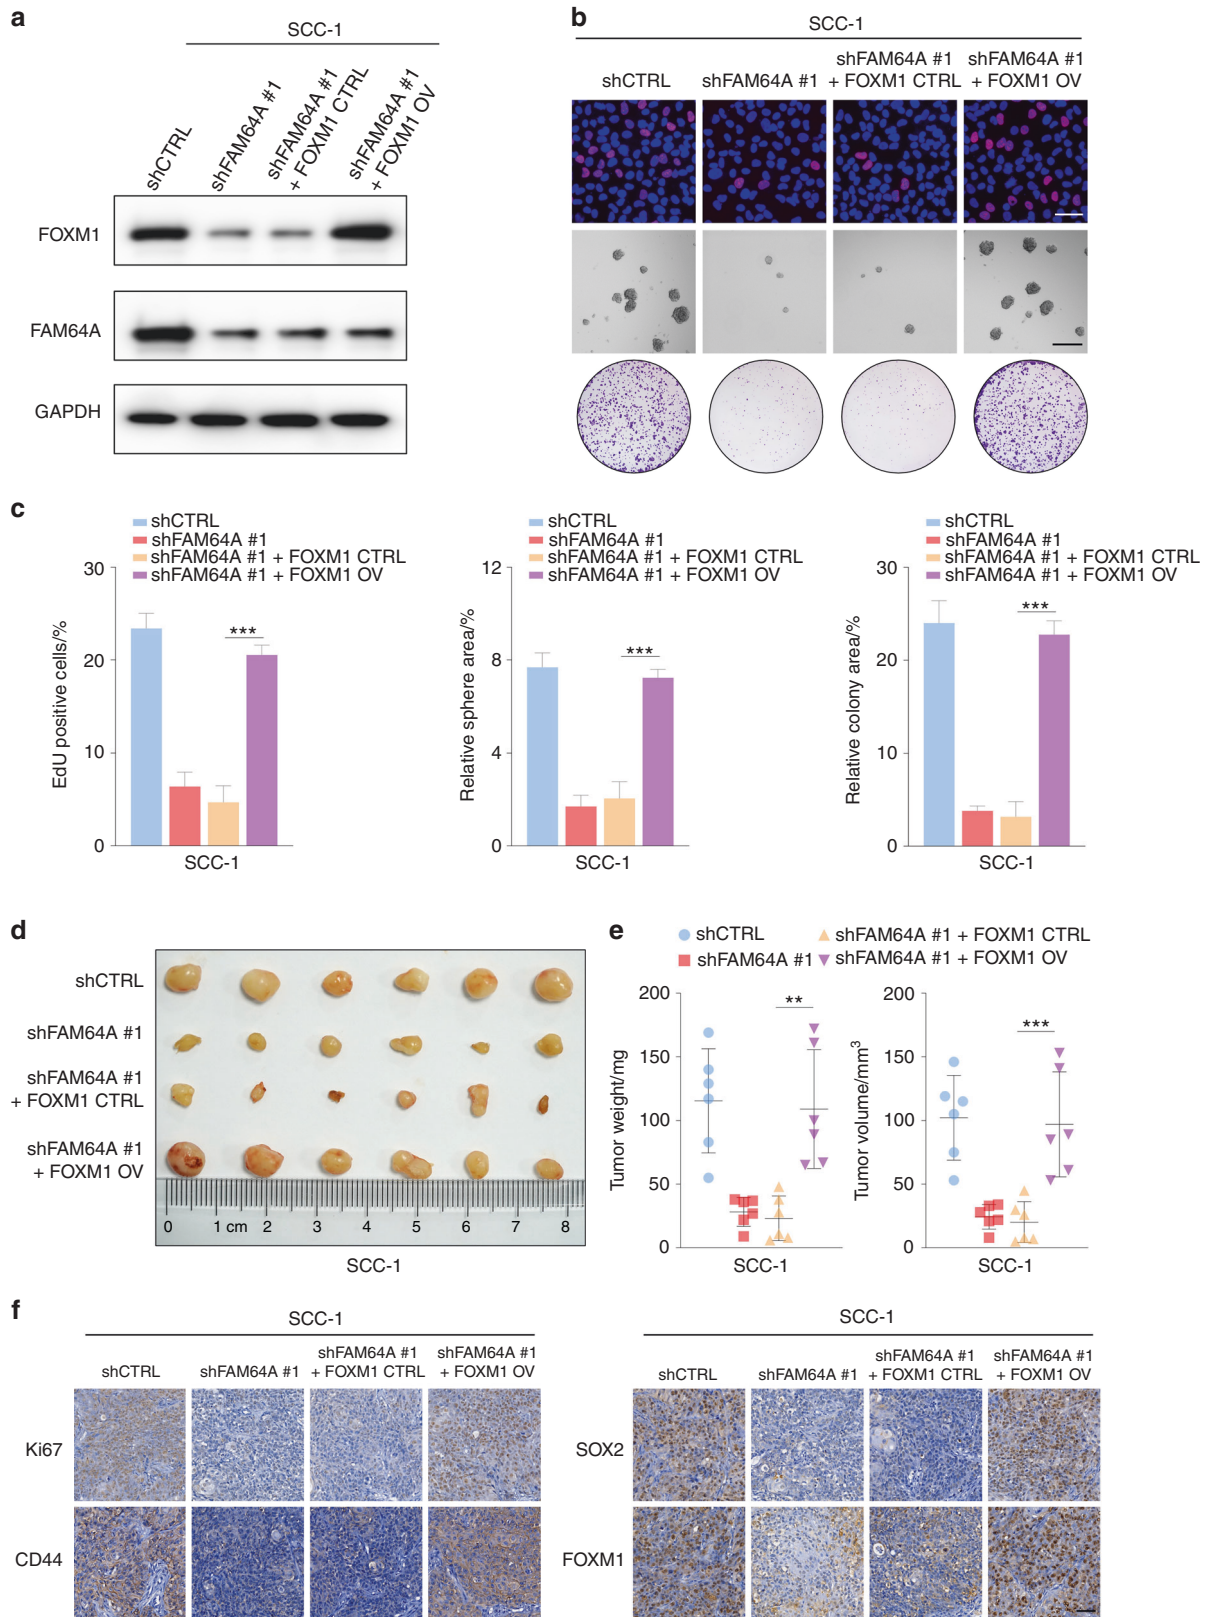 a
SCC-1
shCTRL
shFAM64A #1
shFAM64A #1
+ FOXM1 CTRL
shFAM64A #1
+ FOXM1 OV
FOXM1
FAM64A
GAPDH
b
SCC-1
shCTRL
shFAM64A #1
shFAM64A #1
+ FOXM1 CTRL
shFAM64A #1
+ FOXM1 OV
c
shCTRL
shFAM64A #1
shFAM64A #1 + FOXM1 CTRL
shFAM64A #1 + FOXM1 OV
EdU positive cells/%
30
20
10
0
***
SCC-1
shCTRL
shFAM64A #1
shFAM64A #1 + FOXM1 CTRL
shFAM64A #1 + FOXM1 OV
Relative sphere area/%
12
8
4
0
***
SCC-1
shCTRL
shFAM64A #1
shFAM64A #1 + FOXM1 CTRL
shFAM64A #1 + FOXM1 OV
Relative colony area/%
30
20
10
0
***
SCC-1
d
shCTRL
shFAM64A #1
shFAM64A #1
+ FOXM1 CTRL
shFAM64A #1
+ FOXM1 OV
0 1 cm 2 3 4 5 6 7 8
SCC-1
e
shCTRL
shFAM64A #1 + FOXM1 CTRL
shFAM64A #1
shFAM64A #1 + FOXM1 OV
Tumor weight/mg
200
150
100
50
0
**
SCC-1
Tumor volume/mm³
200
150
100
50
0
***
SCC-1
f
SCC-1
shCTRL
shFAM64A #1
shFAM64A #1
+ FOXM1 CTRL
shFAM64A #1
+ FOXM1 OV
Ki67
CD44
SCC-1
shCTRL
shFAM64A #1
shFAM64A #1
+ FOXM1 CTRL
shFAM64A #1
+ FOXM1 OV
SOX2
FOXM1